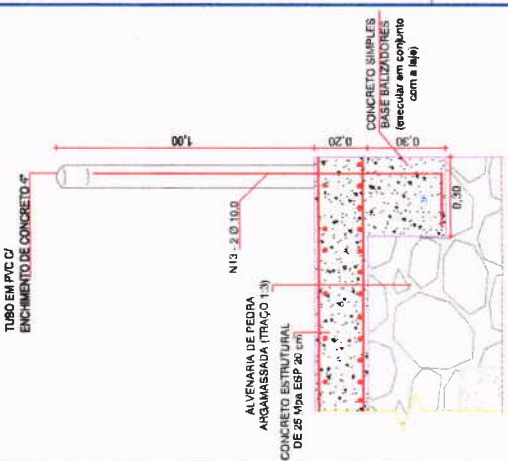 TUBO EM PVC C/
ENCHIMENTO DE CONCRETO 4"
1,00
N13 - 2 Ø 10.0
CONCRETO SIMPLES
BASE BALIZADORES
(executar em conjunto
com a laje)
0,20
0,30
ALVENARIA DE PEDRA
ARGAMASSADA (TRAÇO 1:3)
CONCRETO ESTRUTURAL
DE 25 Mpa ESP 20 cm
0,30